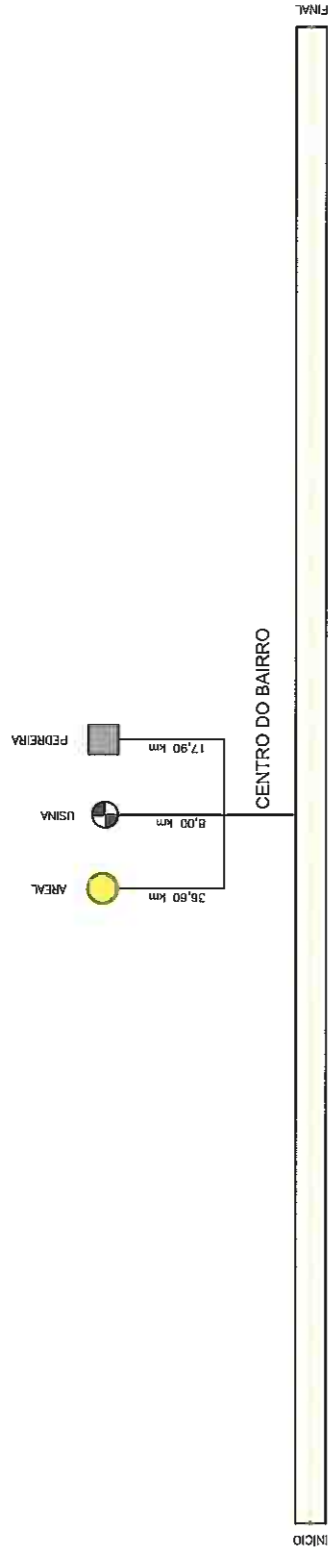 FINAL
PEDREIRA
17,90 km
USINA
8,00 km
AREAL
36,60 km
CENTRO DO BAIRRO
INÍCIO